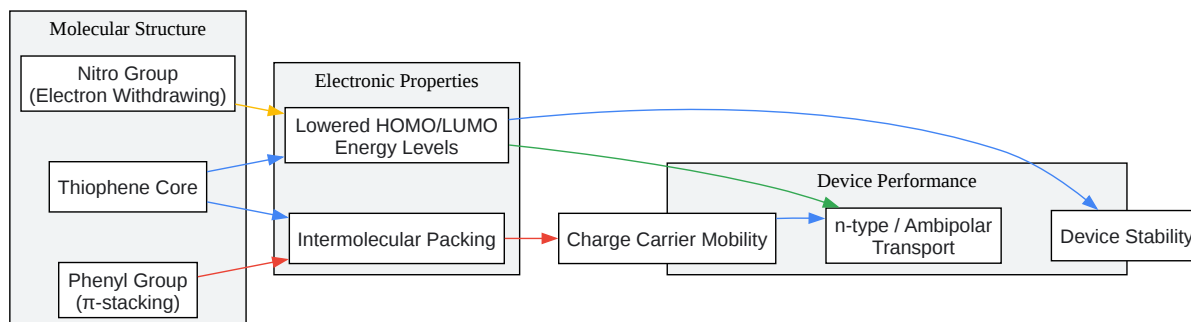 Molecular Structure
Nitro Group
(Electron Withdrawing)
Thiophene Core
Phenyl Group
(π-stacking)
Electronic Properties
Lowered HOMO/LUMO
Energy Levels
Intermolecular Packing
Charge Carrier Mobility
Device Performance
n-type / Ambipolar
Transport
Device Stability